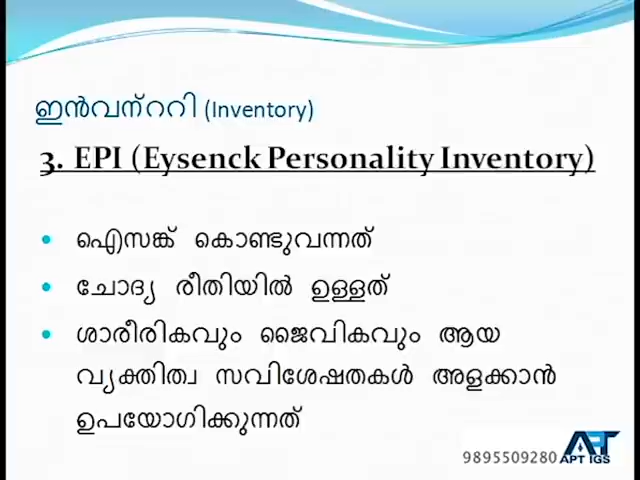 ഇൻവന്ററി (Inventory)
3. EPI (Eysenck Personality Inventory)
ഐസങ്ക് കൊണ്ടുവന്നത്
ചോദ്യ രീതിയിൽ ഉള്ളത്
ശാരീരികവും ജൈവികവും ആയ
വ്യക്തിത്വ സവിശേഷതകൾ അളക്കാൻ
ഉപയോഗിക്കുന്നത്
9895509280
APT IGS